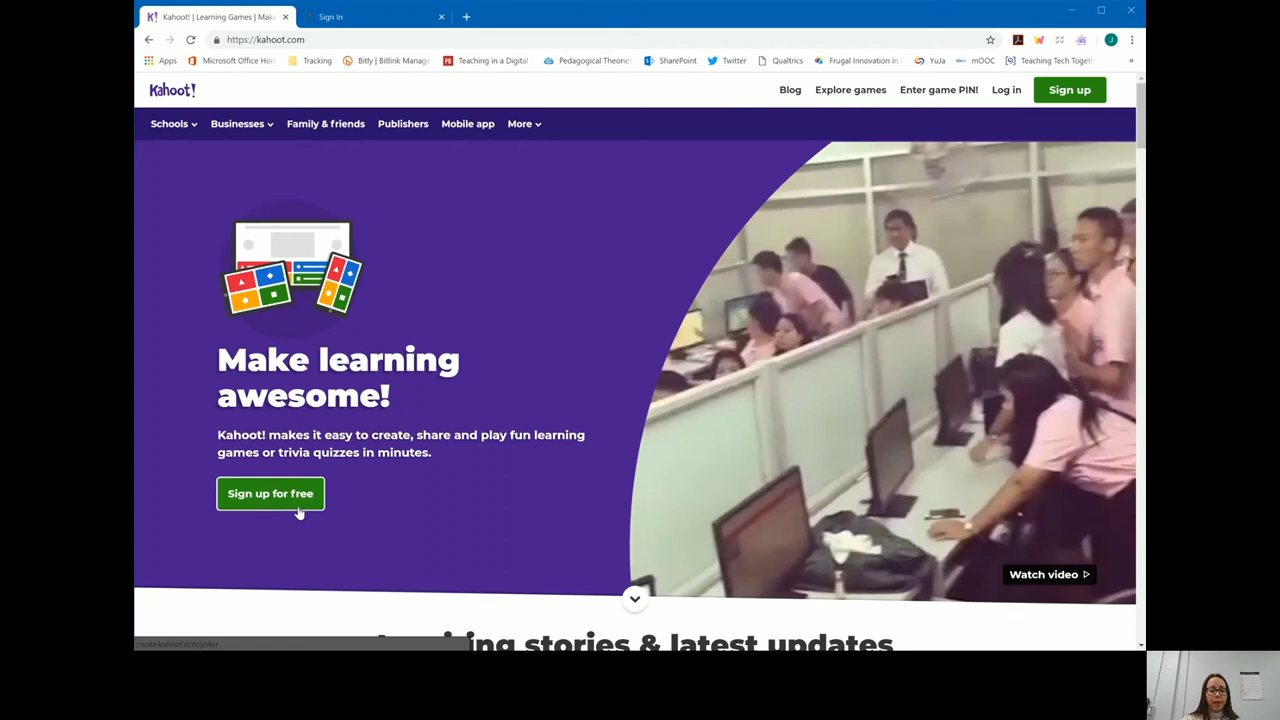 Kahoot! | Learning Games | Make
Sign In
https://kahoot.com
Apps
Microsoft Office Hom
Tracking
Bitly | Bitlink Manage
Teaching in a Digital
Pedagogical Theories
SharePoint
Twitter
Qualtrics
Frugal Innovation in
YuJa
mOOC
Teaching Tech Togeth
Kahoot!
Blog
Explore games
Enter game PIN!
Log in
Sign up
Schools
Businesses
Family & friends
Publishers
Mobile app
More
Make learning
awesome!
Kahoot! makes it easy to create, share and play fun learning
games or trivia quizzes in minutes.
Sign up for free
Watch video
create.kahoot.it/register
stories & latest updates